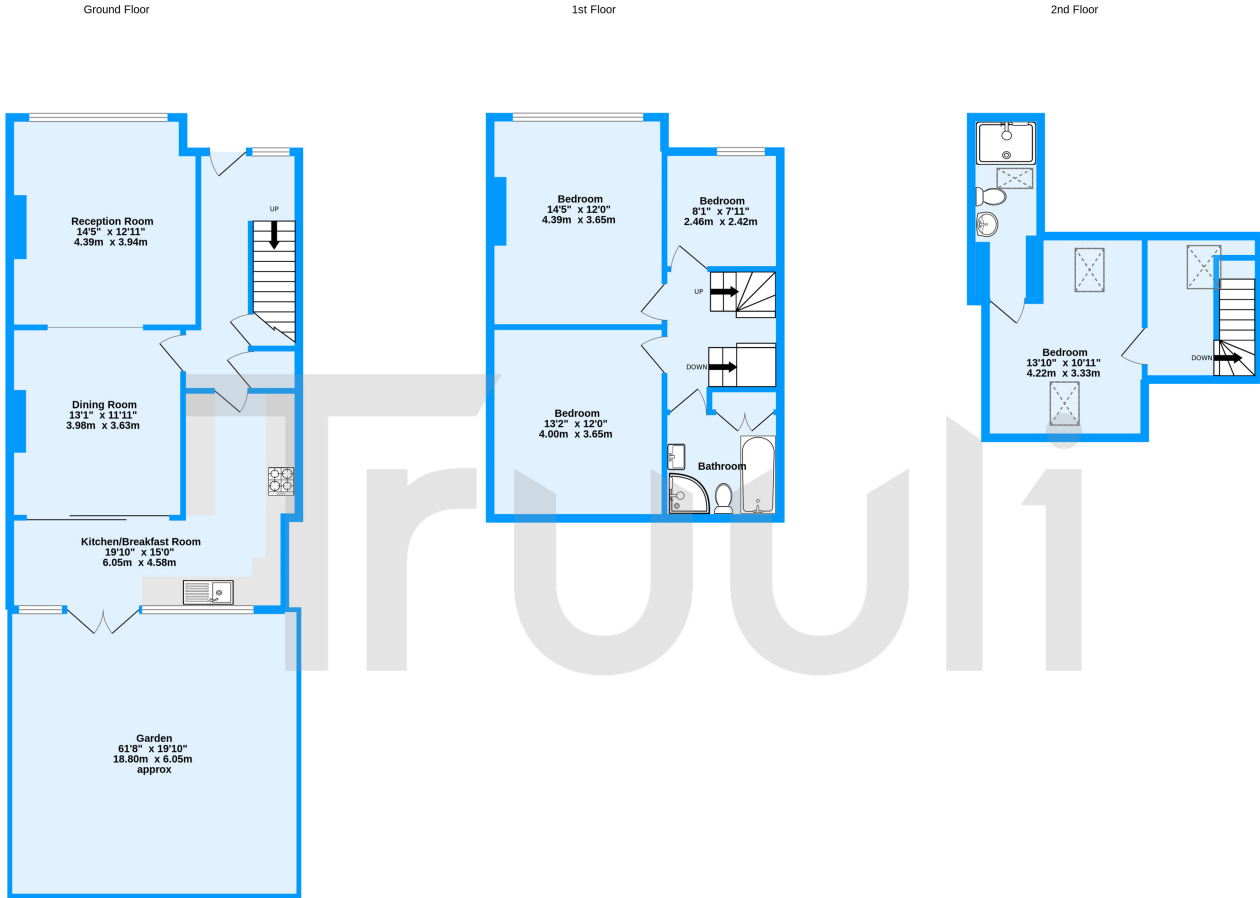 Ground Floor
1st Floor
2nd Floor
Reception Room
14'5" x 12'11"
4.39m x 3.94m
UP
Dining Room
13'1" x 11'11"
3.98m x 3.63m
Kitchen/Breakfast Room
19'10" x 15'0"
6.05m x 4.58m
Garden
61'8" x 19'10"
18.80m x 6.05m
approx
Bedroom
14'5" x 12'0"
4.39m x 3.65m
Bedroom
8'1" x 7'11"
2.46m x 2.42m
UP
DOWN
Bedroom
13'2" x 12'0"
4.00m x 3.65m
Bathroom
Bedroom
13'10" x 10'11"
4.22m x 3.33m
DOWN
Truuli